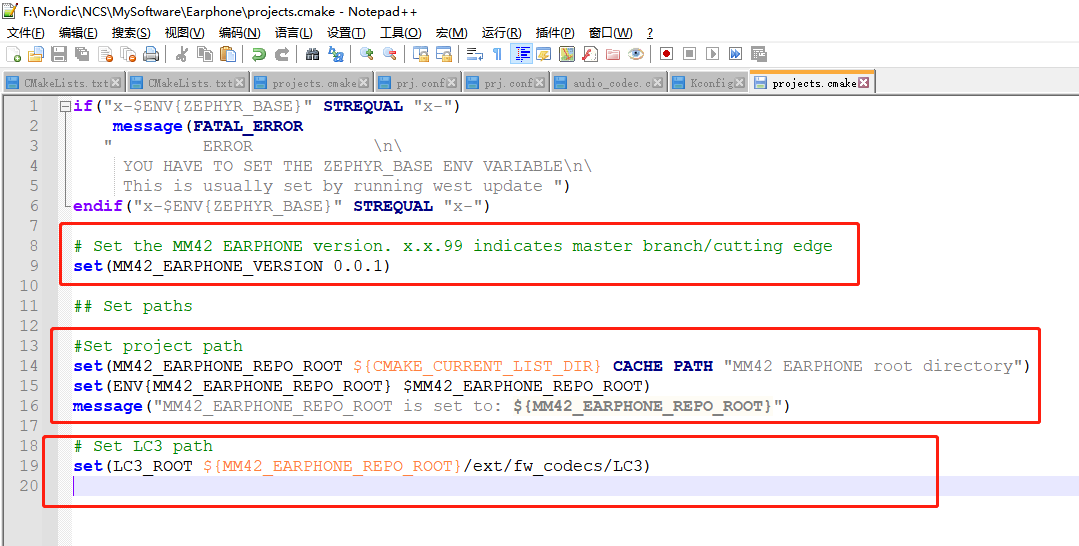 F:\Nordic\NCS\MySoftware\Earphone\projects.cmake - Notepad++
文件(F) 编辑(E) 搜索(S) 视图(V) 编码(N) 语言(L) 设置(T) 工具(O) 宏(M) 运行(R) 插件(P) 窗口(W) ?
CMakeLists.txt CMakeLists.txt projects.cmake prj.conf prj.conf audio_codec.c Kconfig projects.cmake
1 if("x-$ENV{ZEPHYR_BASE}" STREQUAL "x-")
2 message(FATAL_ERROR
3 " ERROR \n\
4 YOU HAVE TO SET THE ZEPHYR_BASE ENV VARIABLE\n\
5 This is usually set by running west update ")
6 endif("x-$ENV{ZEPHYR_BASE}" STREQUAL "x-")
7
8 # Set the MM42 EARPHONE version. x.x.99 indicates master branch/cutting edge
9 set(MM42_EARPHONE_VERSION 0.0.1)
10
11 ## Set paths
12
13 #Set project path
14 set(MM42_EARPHONE_REPO_ROOT ${CMAKE_CURRENT_LIST_DIR} CACHE PATH "MM42 EARPHONE root directory")
15 set(ENV{MM42_EARPHONE_REPO_ROOT} $MM42_EARPHONE_REPO_ROOT)
16 message("MM42_EARPHONE_REPO_ROOT is set to: ${MM42_EARPHONE_REPO_ROOT}")
17
18 # Set LC3 path
19 set(LC3_ROOT ${MM42_EARPHONE_REPO_ROOT}/ext/fw_codecs/LC3)
20